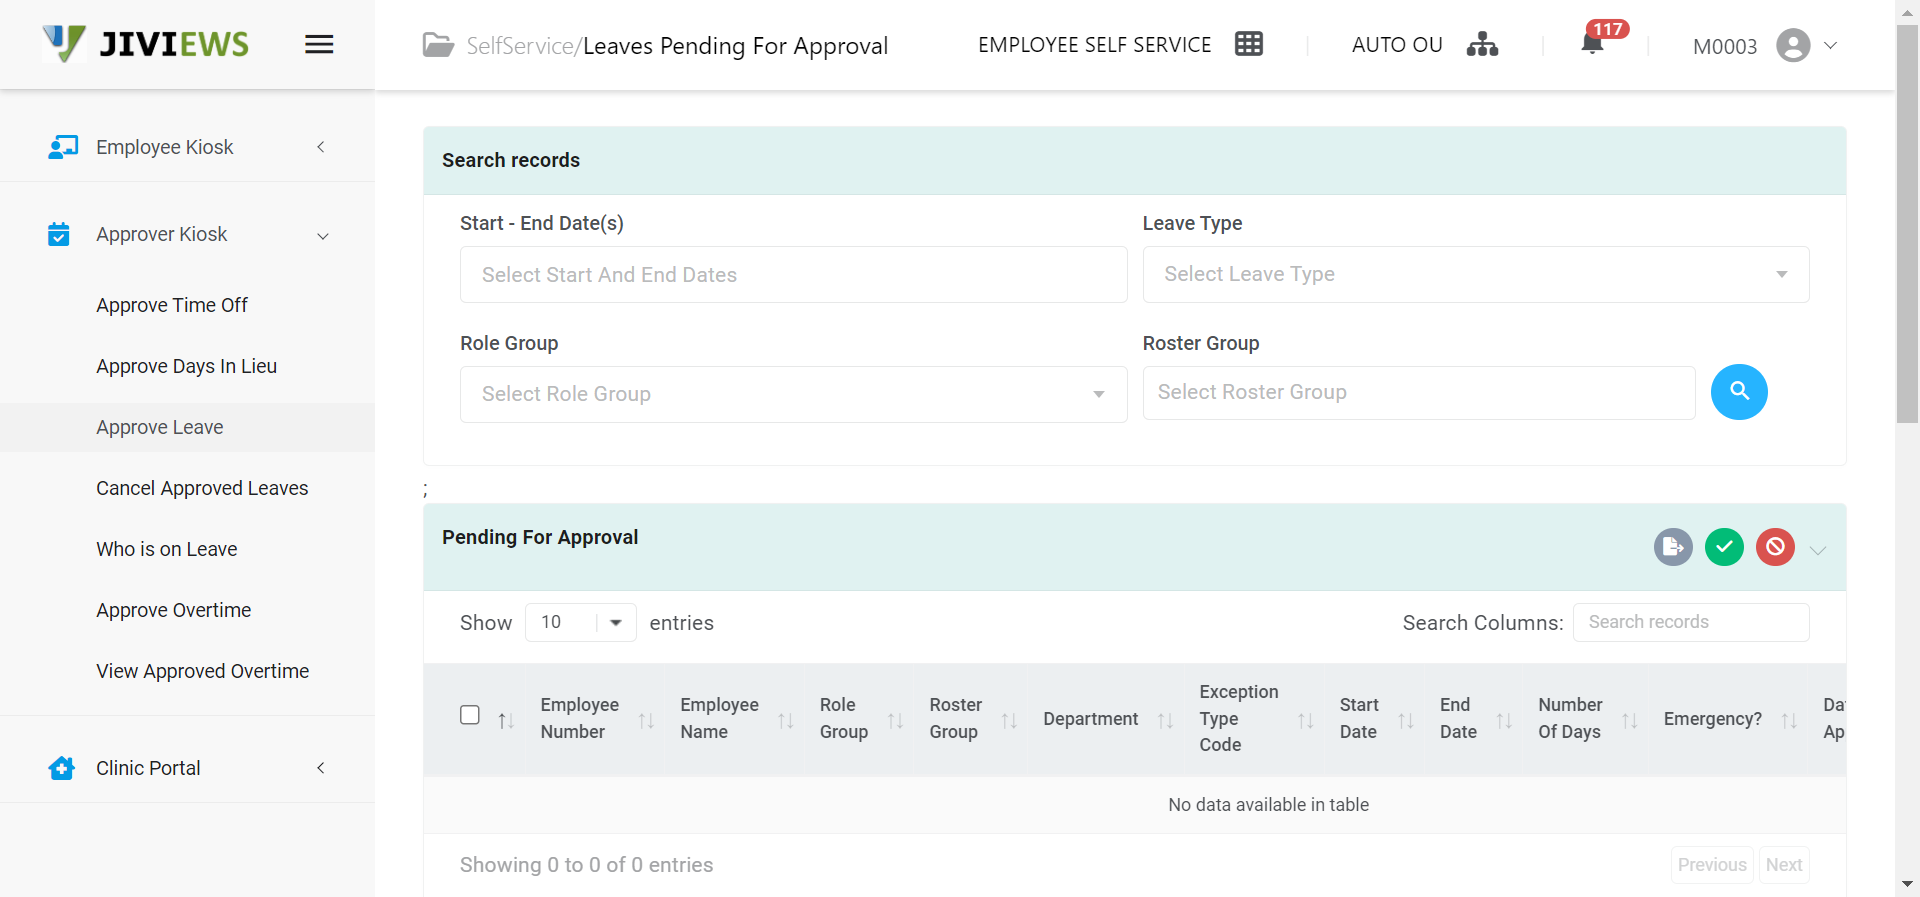 JIVIEWS
SelfService/Leaves Pending For Approval
EMPLOYEE SELF SERVICE
AUTO OU
117
M0003
Employee Kiosk
Approver Kiosk
Approve Time Off
Approve Days In Lieu
Approve Leave
Cancel Approved Leaves
Who is on Leave
Approve Overtime
View Approved Overtime
Clinic Portal
Search records
Start - End Date(s)
Leave Type
Select Start And End Dates
Select Leave Type
Role Group
Roster Group
Select Role Group
Select Roster Group
;
Pending For Approval
Show 10 entries
Search Columns: Search records
Employee Number
Employee Name
Role Group
Roster Group
Department
Exception Type Code
Start Date
End Date
Number Of Days
Emergency?
Da
Ap
No data available in table
Showing 0 to 0 of 0 entries
Previous Next